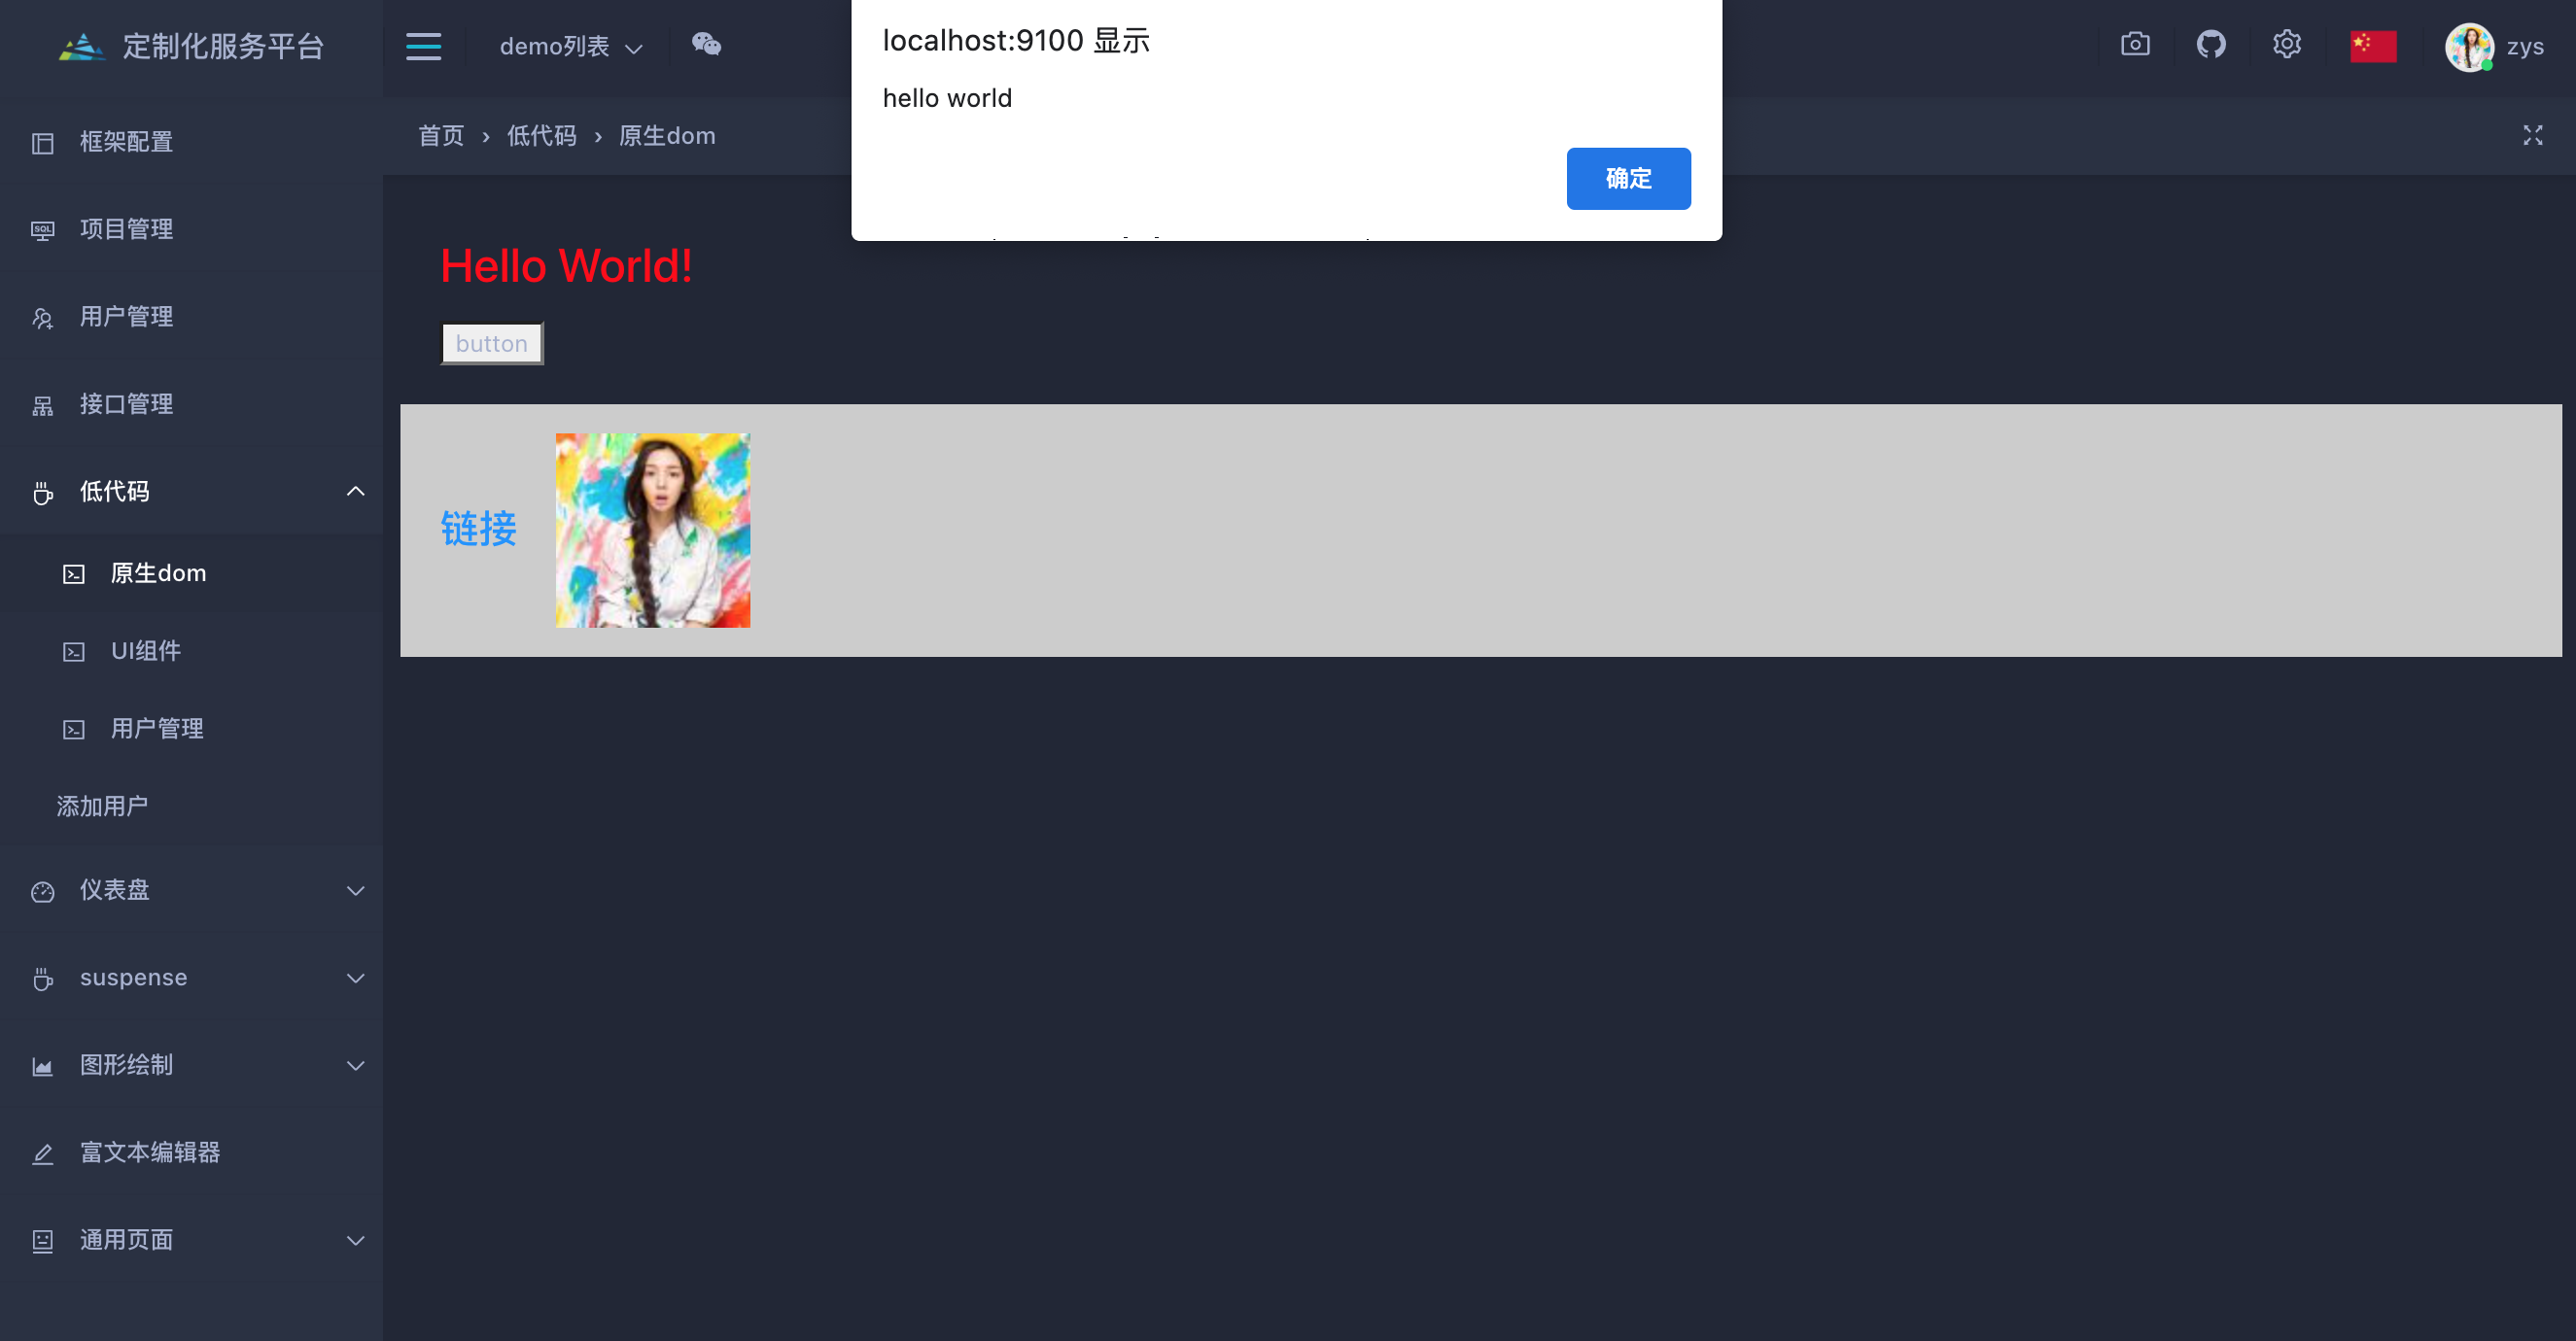 定制化服务平台
demo列表
zys
localhost:9100 显示
hello world
确定
首页 › 低代码 › 原生dom
框架配置
SQL
项目管理
用户管理
接口管理
低代码
原生dom
UI组件
用户管理
添加用户
仪表盘
suspense
图形绘制
富文本编辑器
通用页面
Hello World!
button
链接